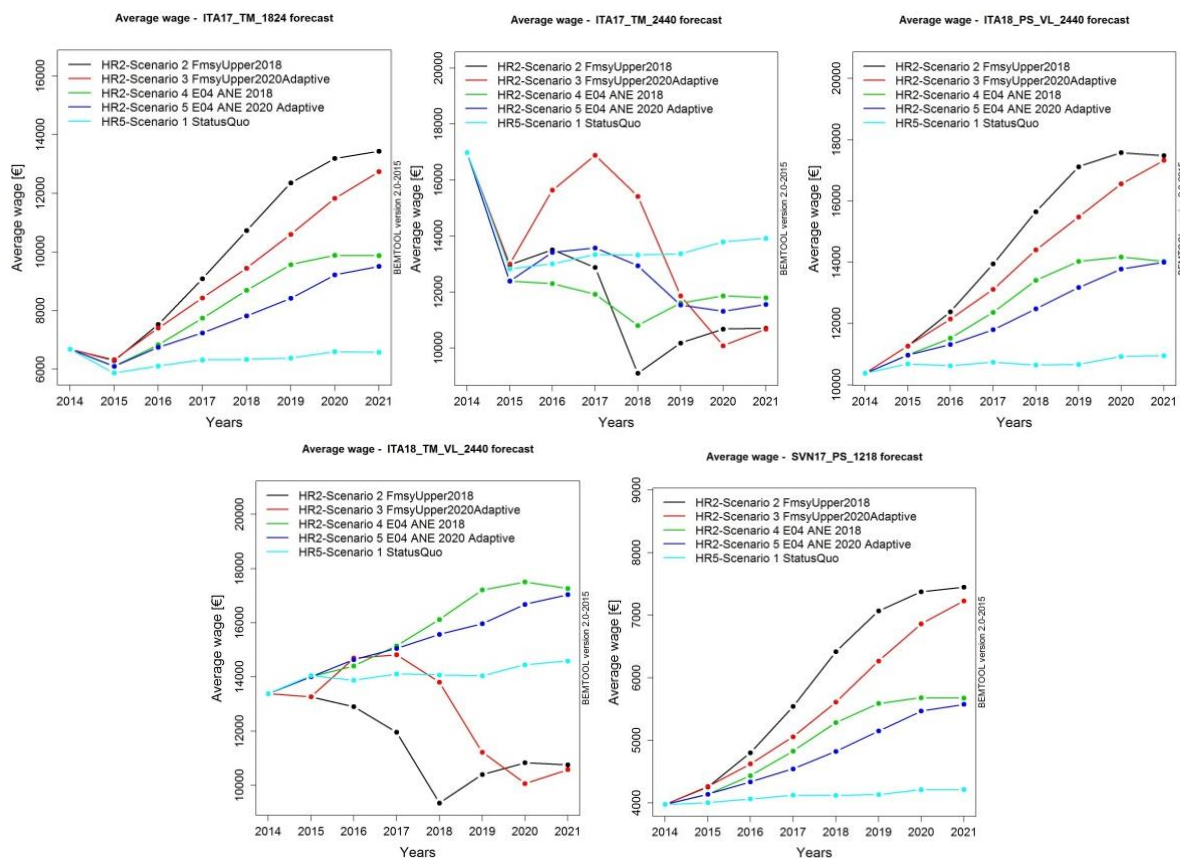 Average wage - ITA17_TM_1824 forecast
HR2-Scenario 2 FmsyUpper2018
HR2-Scenario 3 FmsyUpper2020Adaptive
HR2-Scenario 4 E04 ANE 2018
HR2-Scenario 5 E04 ANE 2020 Adaptive
HR5-Scenario 1 StatusQuo
Average wage [€]
16000
14000
12000
10000
8000
6000
2014 2015 2016 2017 2018 2019 2020 2021
Years
BEMTOOL version 2.0-2015
Average wage - ITA17_TM_2440 forecast
HR2-Scenario 2 FmsyUpper2018
HR2-Scenario 3 FmsyUpper2020Adaptive
HR2-Scenario 4 E04 ANE 2018
HR2-Scenario 5 E04 ANE 2020 Adaptive
HR5-Scenario 1 StatusQuo
Average wage [€]
20000
18000
16000
14000
12000
10000
2014 2015 2016 2017 2018 2019 2020 2021
Years
BEMTOOL version 2.0-2015
Average wage - ITA18_PS_VL_2440 forecast
HR2-Scenario 2 FmsyUpper2018
HR2-Scenario 3 FmsyUpper2020Adaptive
HR2-Scenario 4 E04 ANE 2018
HR2-Scenario 5 E04 ANE 2020 Adaptive
HR5-Scenario 1 StatusQuo
Average wage [€]
20000
18000
16000
14000
12000
10000
2014 2015 2016 2017 2018 2019 2020 2021
Years
Average wage - ITA18_TM_VL_2440 forecast
HR2-Scenario 2 FmsyUpper2018
HR2-Scenario 3 FmsyUpper2020Adaptive
HR2-Scenario 4 E04 ANE 2018
HR2-Scenario 5 E04 ANE 2020 Adaptive
HR5-Scenario 1 StatusQuo
Average wage [€]
20000
18000
16000
14000
12000
10000
2014 2015 2016 2017 2018 2019 2020 2021
Years
BEMTOOL version 2.0-2015
Average wage - SVN17_PS_1218 forecast
HR2-Scenario 2 FmsyUpper2018
HR2-Scenario 3 FmsyUpper2020Adaptive
HR2-Scenario 4 E04 ANE 2018
HR2-Scenario 5 E04 ANE 2020 Adaptive
HR5-Scenario 1 StatusQuo
Average wage [€]
9000
8000
7000
6000
5000
4000
2014 2015 2016 2017 2018 2019 2020 2021
Years
BEMTOOL version 2.0-2015